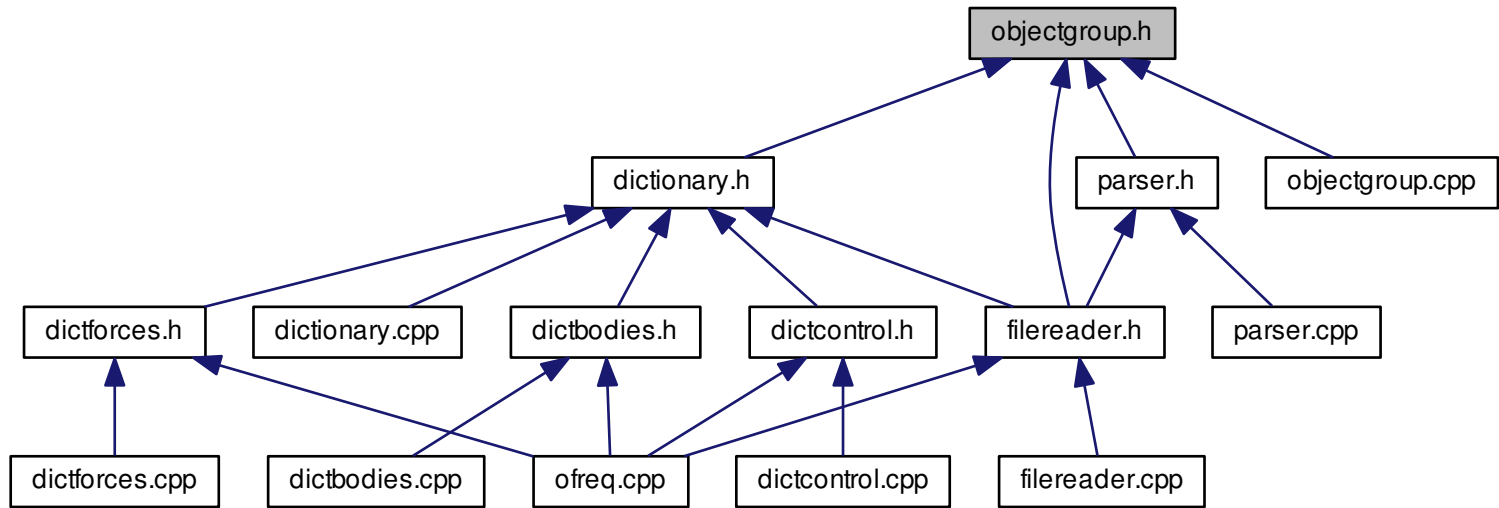 objectgroup.h
dictionary.h
parser.h
objectgroup.cpp
dictforces.h
dictionary.cpp
dictbodies.h
dictcontrol.h
filereader.h
parser.cpp
dictforces.cpp
dictbodies.cpp
ofreq.cpp
dictcontrol.cpp
filereader.cpp